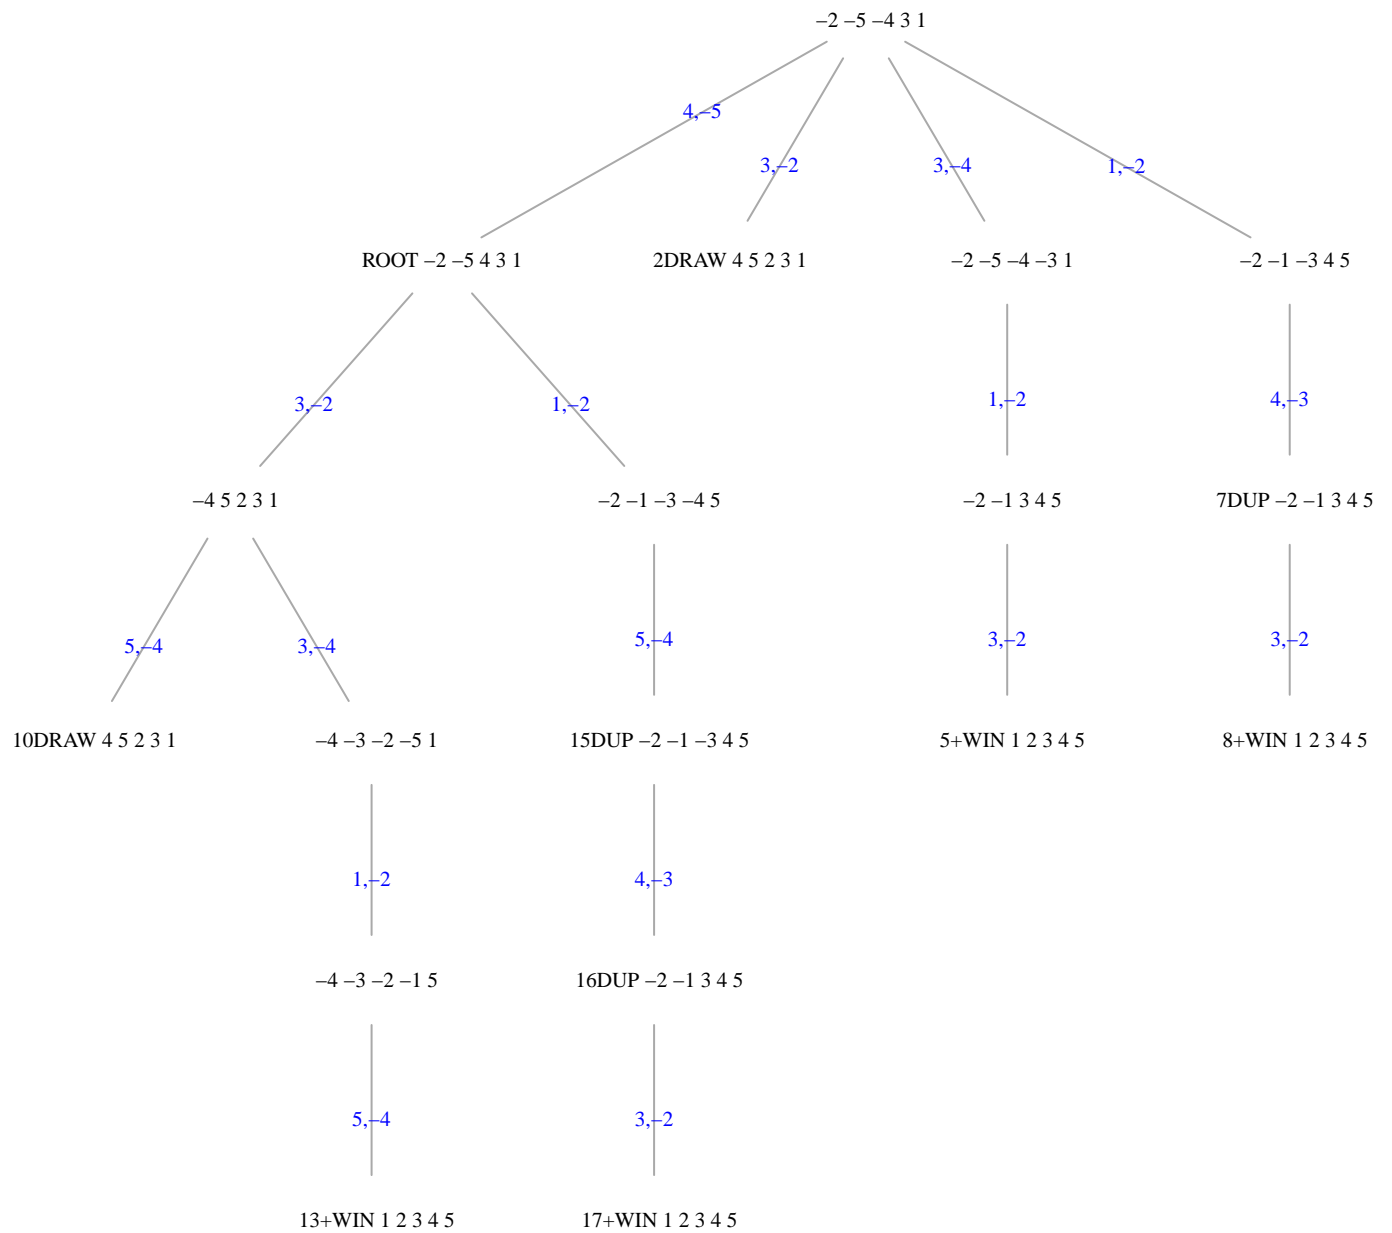 –2 –5 –4 3 1
4,–5
3,–2
3,–4
1,–2
ROOT –2 –5 4 3 1
2DRAW 4 5 2 3 1
–2 –5 –4 –3 1
–2 –1 –3 4 5
3,–2
1,–2
1,–2
4,–3
–4 5 2 3 1
–2 –1 –3 –4 5
–2 –1 3 4 5
7DUP –2 –1 3 4 5
5,–4
3,–4
5,–4
3,–2
3,–2
10DRAW 4 5 2 3 1
–4 –3 –2 –5 1
15DUP –2 –1 –3 4 5
5+WIN 1 2 3 4 5
8+WIN 1 2 3 4 5
1,–2
4,–3
–4 –3 –2 –1 5
16DUP –2 –1 3 4 5
5,–4
3,–2
13+WIN 1 2 3 4 5
17+WIN 1 2 3 4 5